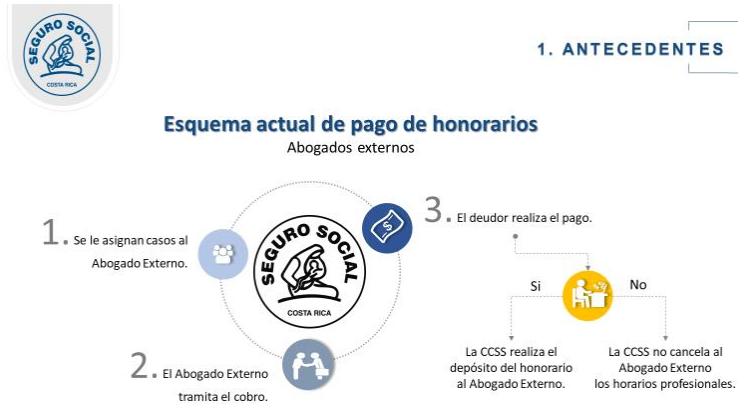 SEGURO SOCIAL
COSTA RICA
1. ANTECEDENTES
Esquema actual de pago de honorarios
Abogados externos
1. Se le asignan casos al
Abogado Externo.
SEGURO SOCIAL
COSTA RICA
$
2. El Abogado Externo
tramita el cobro.
3. El deudor realiza el pago.
Si
No
La CCSS realiza el
depósito del honorario
al Abogado Externo.
La CCSS no cancela al
Abogado Externo
los horarios profesionales.